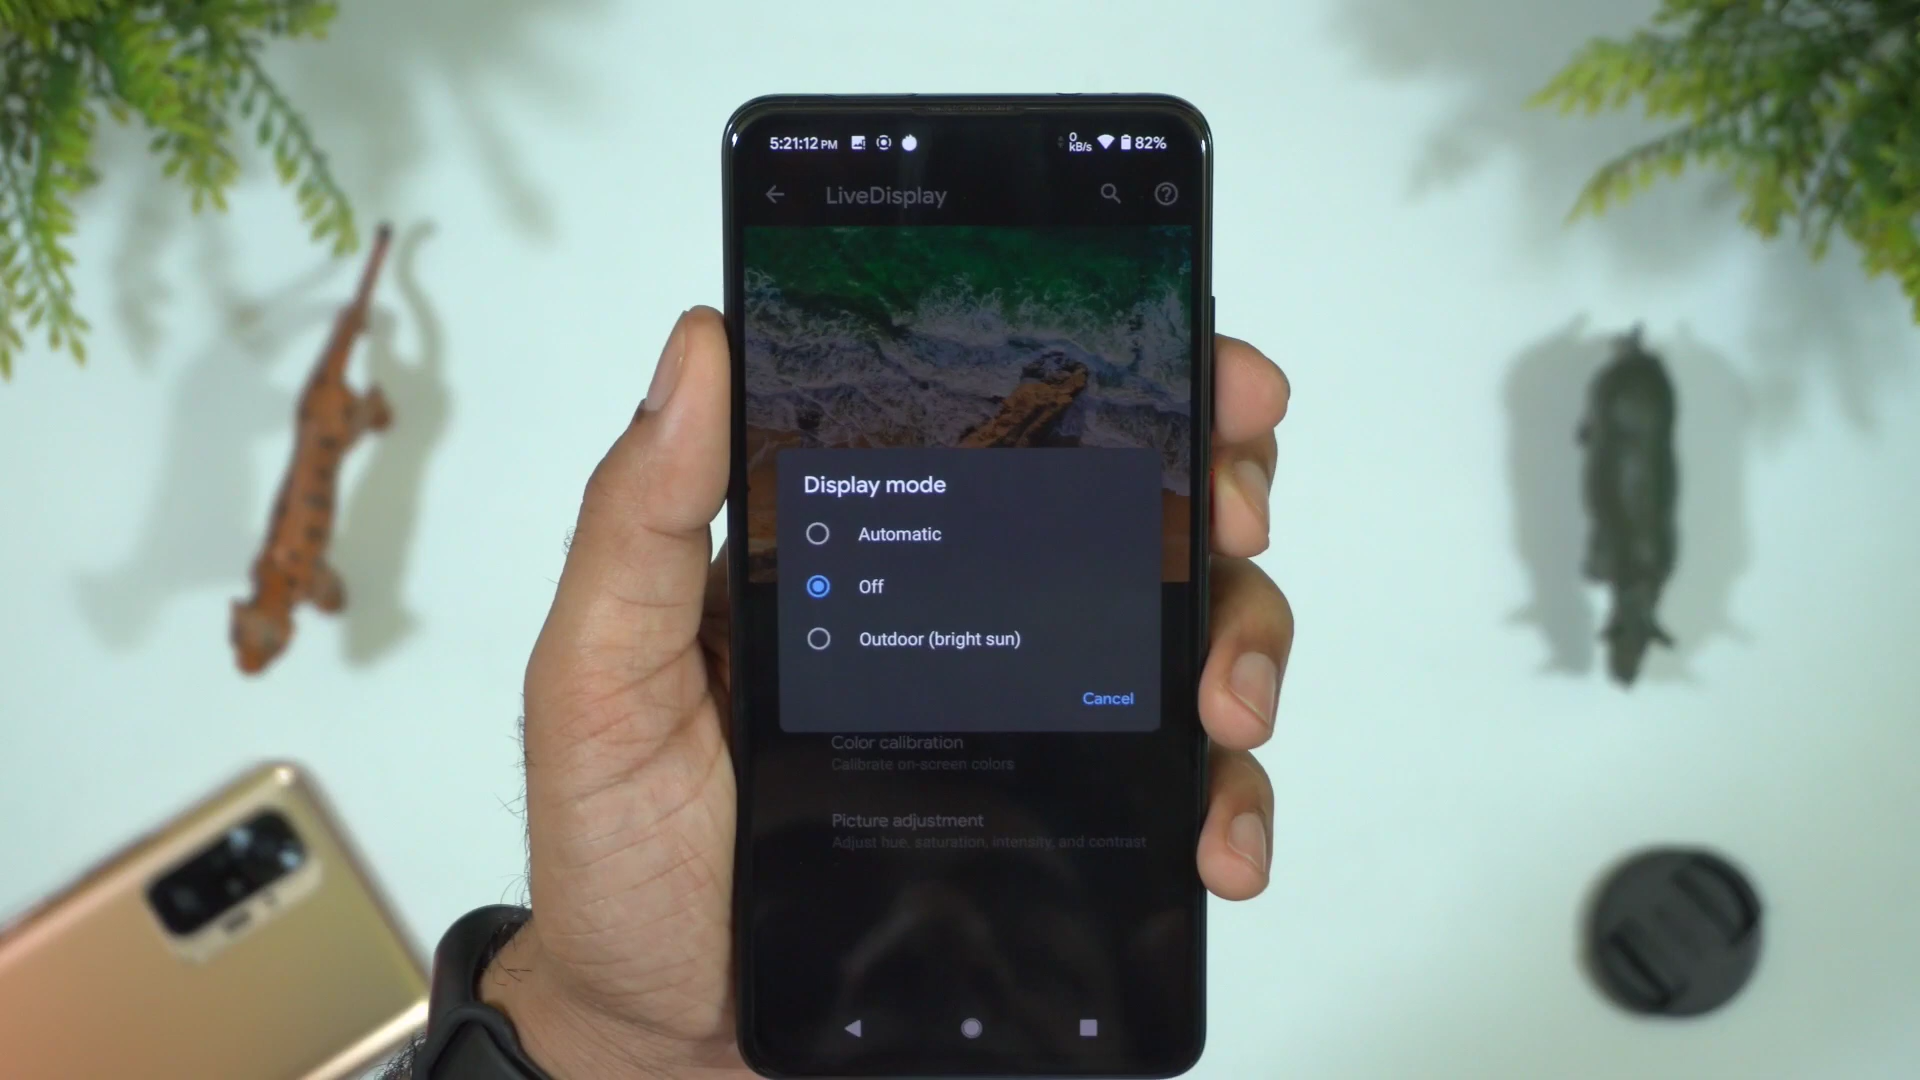 5:21:12 PM
0
kB/s
82%
LiveDisplay
Display mode
Automatic
Off
Outdoor (bright sun)
Cancel
Color calibration
Calibrate on-screen colors
Picture adjustment
Adjust hue, saturation, intensity, and contrast